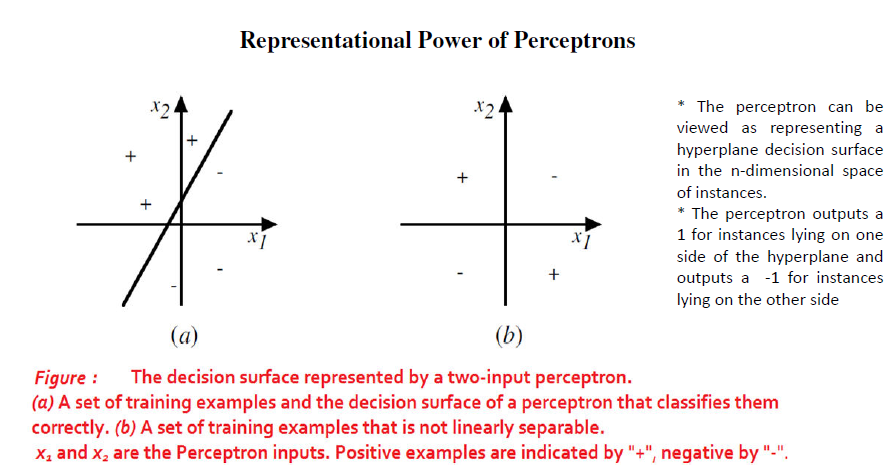 Representational Power of Perceptrons
x2
+
+
-
+
x1
-
-
(a)
x2
+
-
x1
-
+
(b)
* The perceptron can be
viewed as representing a
hyperplane decision surface
in the n-dimensional space
of instances.
* The perceptron outputs a
1 for instances lying on one
side of the hyperplane and
outputs a -1 for instances
lying on the other side
Figure : The decision surface represented by a two-input perceptron.
(a) A set of training examples and the decision surface of a perceptron that classifies them
correctly. (b) A set of training examples that is not linearly separable.
x₁ and x₂ are the Perceptron inputs. Positive examples are indicated by "+", negative by "-".